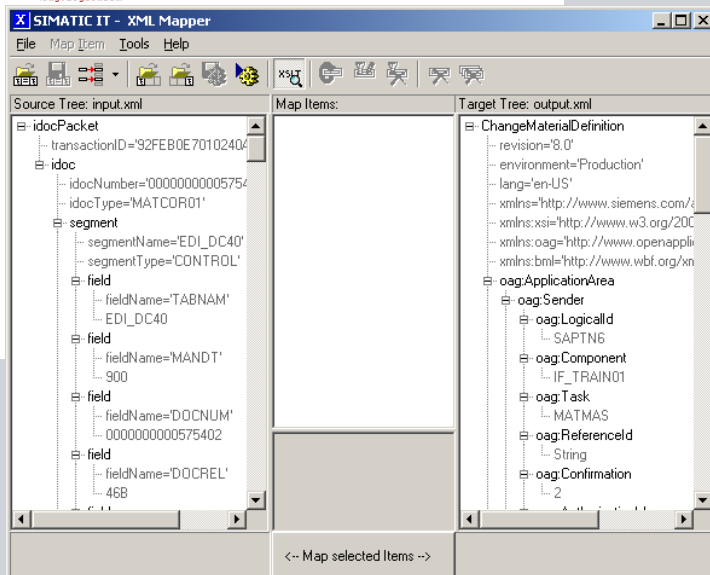 SIMATIC IT - XML Mapper
File Map Item Tools Help
XSLT
Source Tree: input.xml
Map Items:
Target Tree: output.xml
idocPacket
transactionID='92FEB0E7010240A
idoc
idocNumber='00000000005754
idocType='MATCOR01'
segment
segmentName='EDI_DC40'
segmentType='CONTROL'
field
fieldName='TABNAM'
EDI_DC40
field
fieldName='MANDT'
900
field
fieldName='DOCNUM'
0000000000575402
field
fieldName='DOCREL'
46B
ChangeMaterialDefinition
revision='8.0'
environment='Production'
lang='en-US'
xmlns='http://www.siemens.com/
xmlns:xsi='http://www.w3.org/200
xmlns:oag='http://www.openappli
xmlns:bml='http://www.wbf.org/xn
oag:ApplicationArea
oag:Sender
oag:LogicalId
SAPTN6
oag:Component
IF_TRAIN01
oag:Task
MATMAS
oag:ReferenceId
String
oag:Confirmation
2
<-- Map selected Items -->